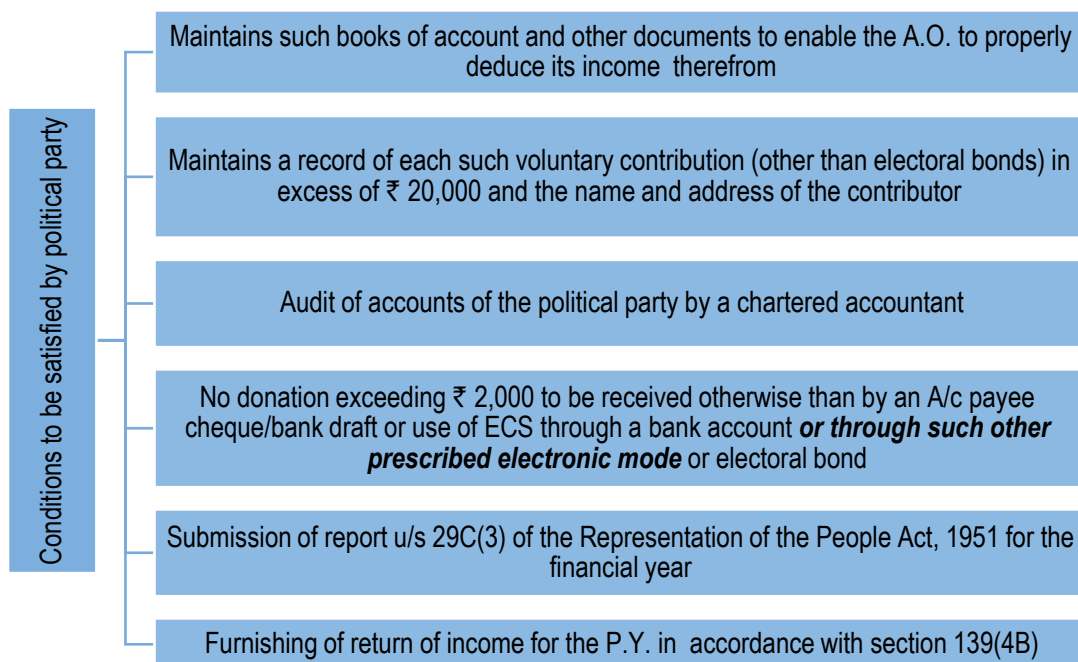 Conditions to be satisfied by political party
Maintains such books of account and other documents to enable the A.O. to properly
deduce its income therefrom
Maintains a record of each such voluntary contribution (other than electoral bonds) in
excess of ₹ 20,000 and the name and address of the contributor
Audit of accounts of the political party by a chartered accountant
No donation exceeding ₹ 2,000 to be received otherwise than by an A/c payee
cheque/bank draft or use of ECS through a bank account or through such other
prescribed electronic mode or electoral bond
Submission of report u/s 29C(3) of the Representation of the People Act, 1951 for the
financial year
Furnishing of return of income for the P.Y. in accordance with section 139(4B)